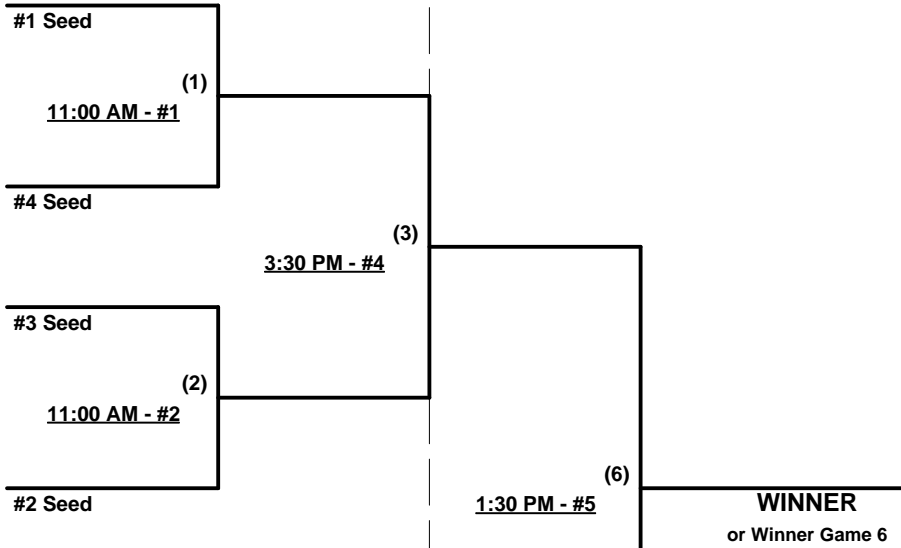 #1 Seed
(1)
11:00 AM - #1
#4 Seed
(3)
3:30 PM - #4
#3 Seed
(2)
11:00 AM - #2
#2 Seed
(6)
1:30 PM - #5
WINNER
or Winner Game 6